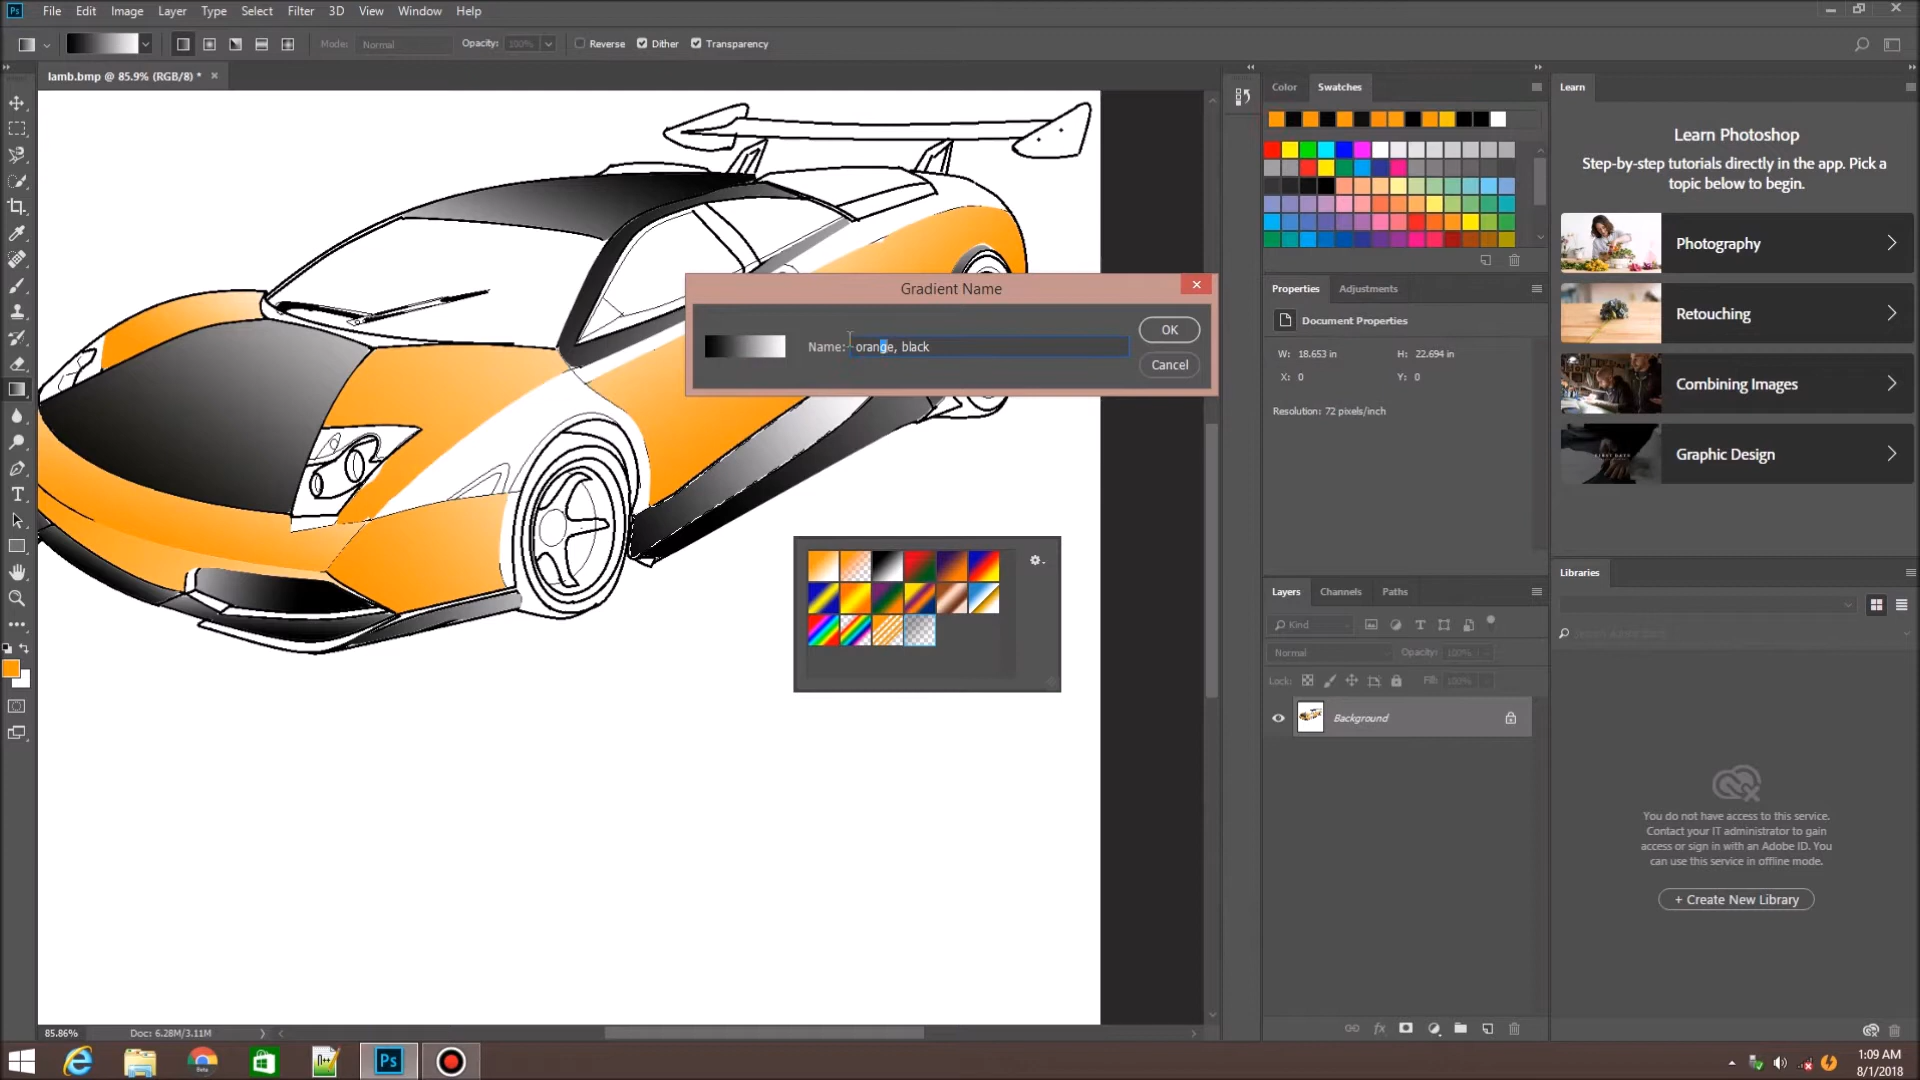 Ps File Edit Image Layer Type Select Filter 3D View Window Help
Mode: Normal Opacity: 100% Reverse Dither Transparency
lamb.bmp @ 85.9% (RGB/8) * ×
Color Swatches
Learn
Learn Photoshop
Step-by-step tutorials directly in the app. Pick a
topic below to begin.
Photography
Retouching
Combining Images
Graphic Design
Gradient Name
Name: orange, black
OK
Cancel
Properties Adjustments
Document Properties
W: 18.653 in H: 22.694 in
X: 0 Y: 0
Resolution: 72 pixels/inch
Layers Channels Paths
Kind
Normal Opacity: 100%
Lock: Fill: 100%
Background
Libraries
You do not have access to this service.
Contact your IT administrator to gain
access or sign in with an Adobe ID. You
can use this service in offline mode.
+ Create New Library
85.86% Doc: 6.28M/3.11M
Ps
1:09 AM
8/1/2018